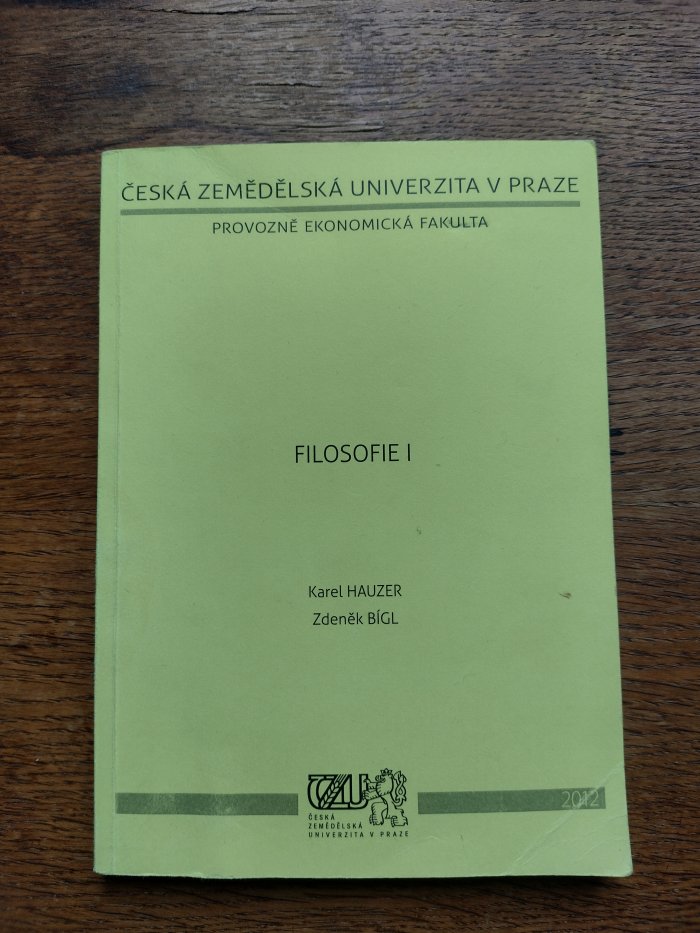 ČESKÁ ZEMĚDĚLSKÁ UNIVERZITA V PRAZE
PROVOZNĚ EKONOMICKÁ FAKULTA
FILOSOFIE I
Karel HAUZER
Zdeněk BÍGL
ČZU
ČESKÁ
ZEMĚDĚLSKÁ
UNIVERZITA V PRAZE
2012